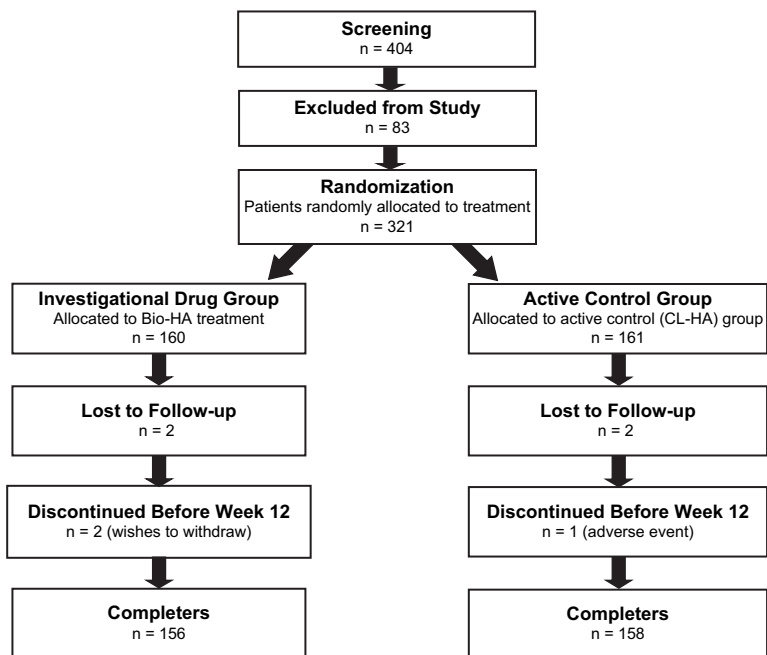 Screening
n = 404
Excluded from Study
n = 83
Randomization
Patients randomly allocated to treatment
n = 321
Investigational Drug Group
Allocated to Bio-HA treatment
n = 160
Active Control Group
Allocated to active control (CL-HA) group
n = 161
Lost to Follow-up
n = 2
Lost to Follow-up
n = 2
Discontinued Before Week 12
n = 2 (wishes to withdraw)
Discontinued Before Week 12
n = 1 (adverse event)
Completers
n = 156
Completers
n = 158